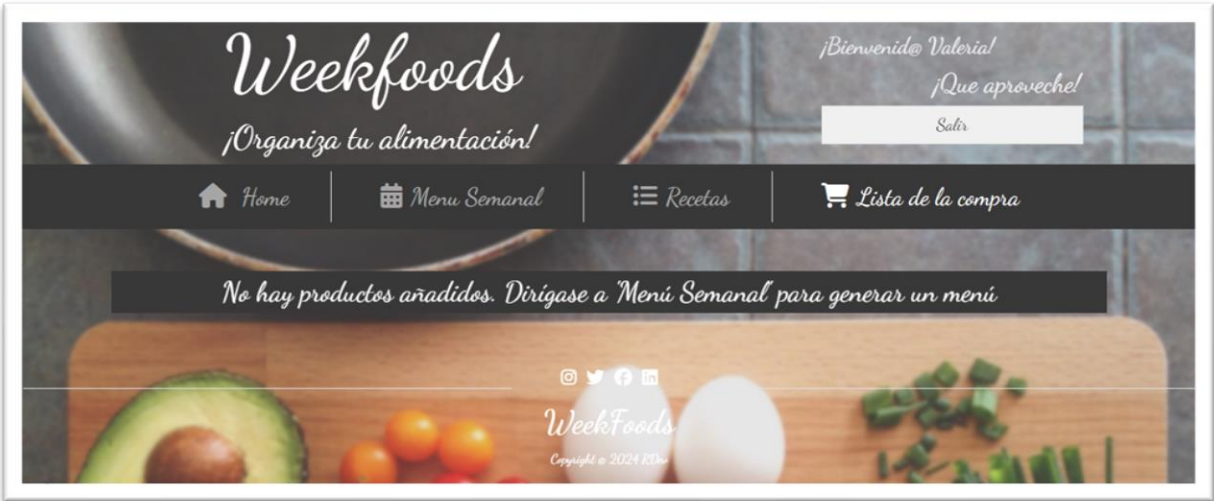 Weekfoods
¡Organiza tu alimentación!
¡Bienvenid@ Valeria!
¡Que aproveche!
Salir
Home
Menu Semanal
Recetas
Lista de la compra
No hay productos añadidos. Dirígase a 'Menú Semanal' para generar un menú
WeekFoods
Copyright © 2024 RDev